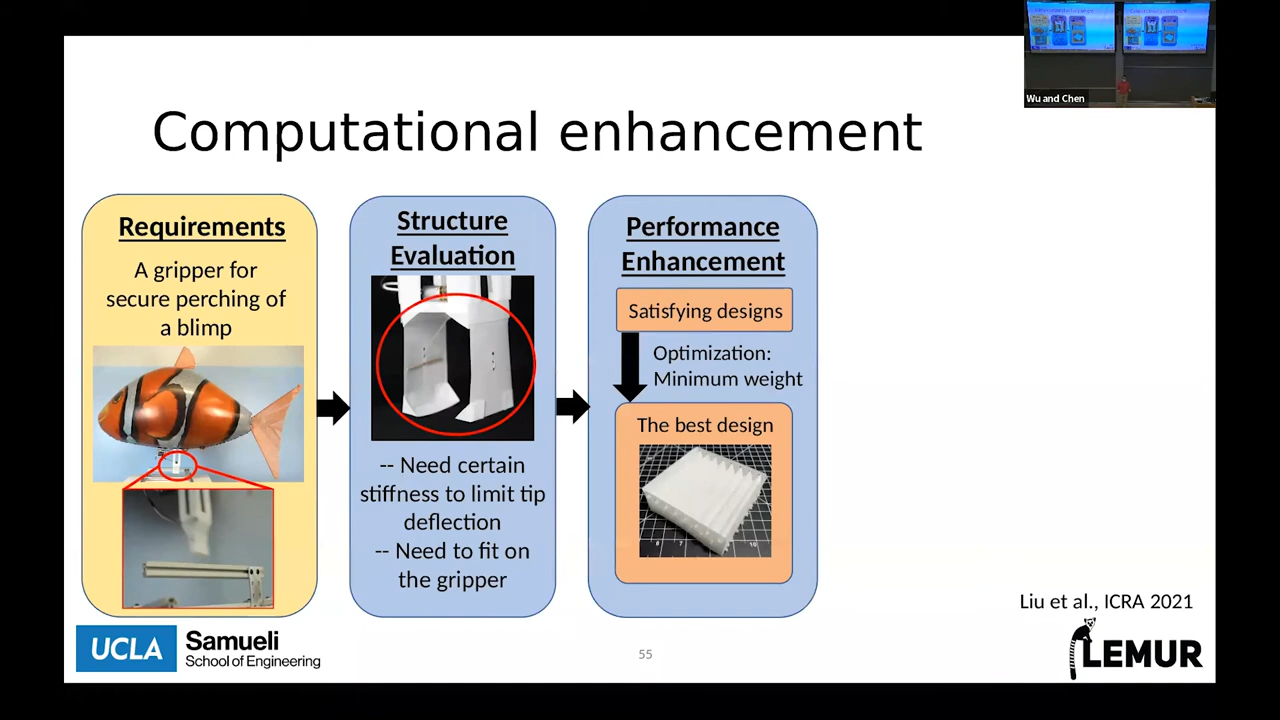 Wu and Chen
Computational enhancement
Requirements
A gripper for
secure perching of
a blimp
Structure
Evaluation
-- Need certain
stiffness to limit tip
deflection
-- Need to fit on
the gripper
Performance
Enhancement
Satisfying designs
Optimization:
Minimum weight
The best design
Liu et al., ICRA 2021
UCLA Samueli
School of Engineering
55
LEMUR